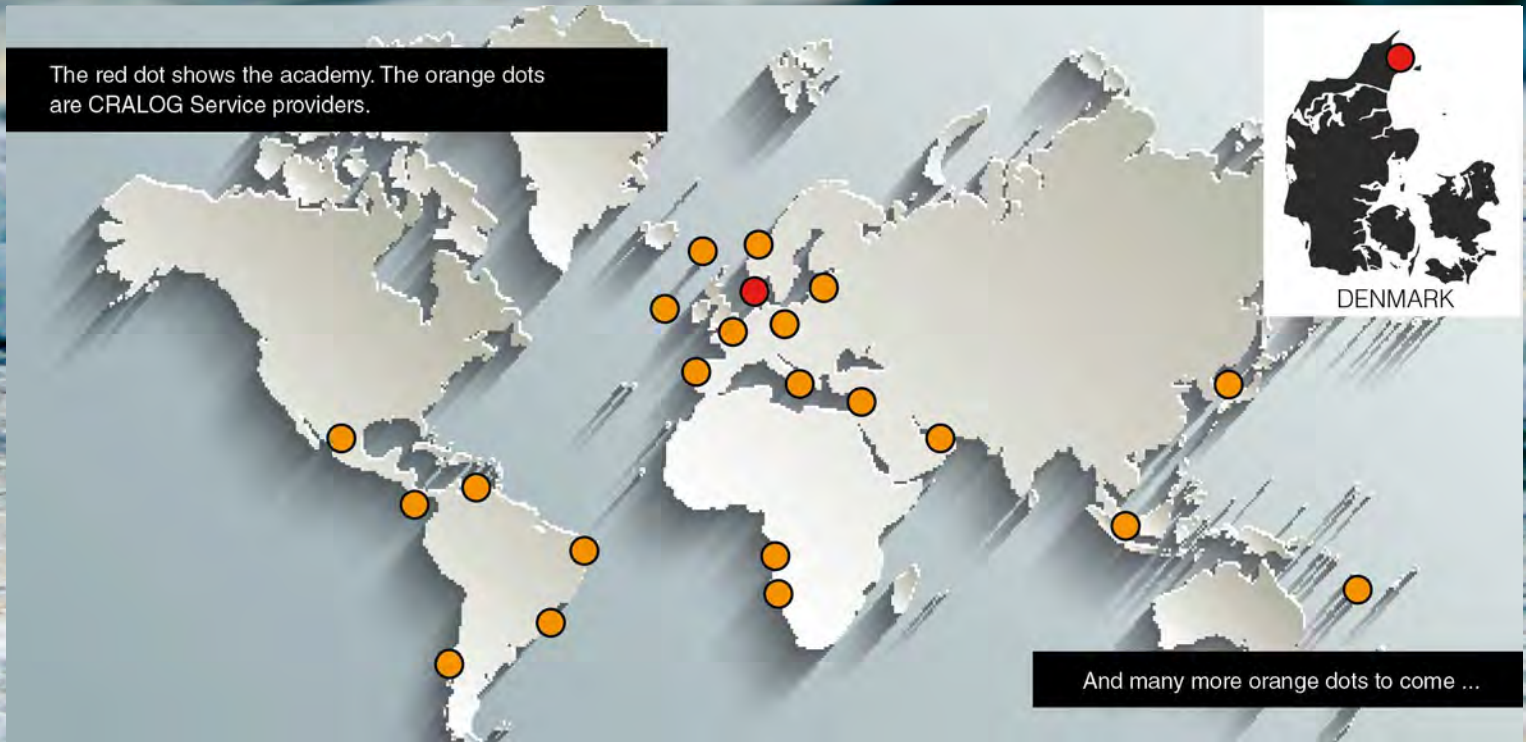 The red dot shows the academy. The orange dots
are CRALOG Service providers.
DENMARK
And many more orange dots to come ...